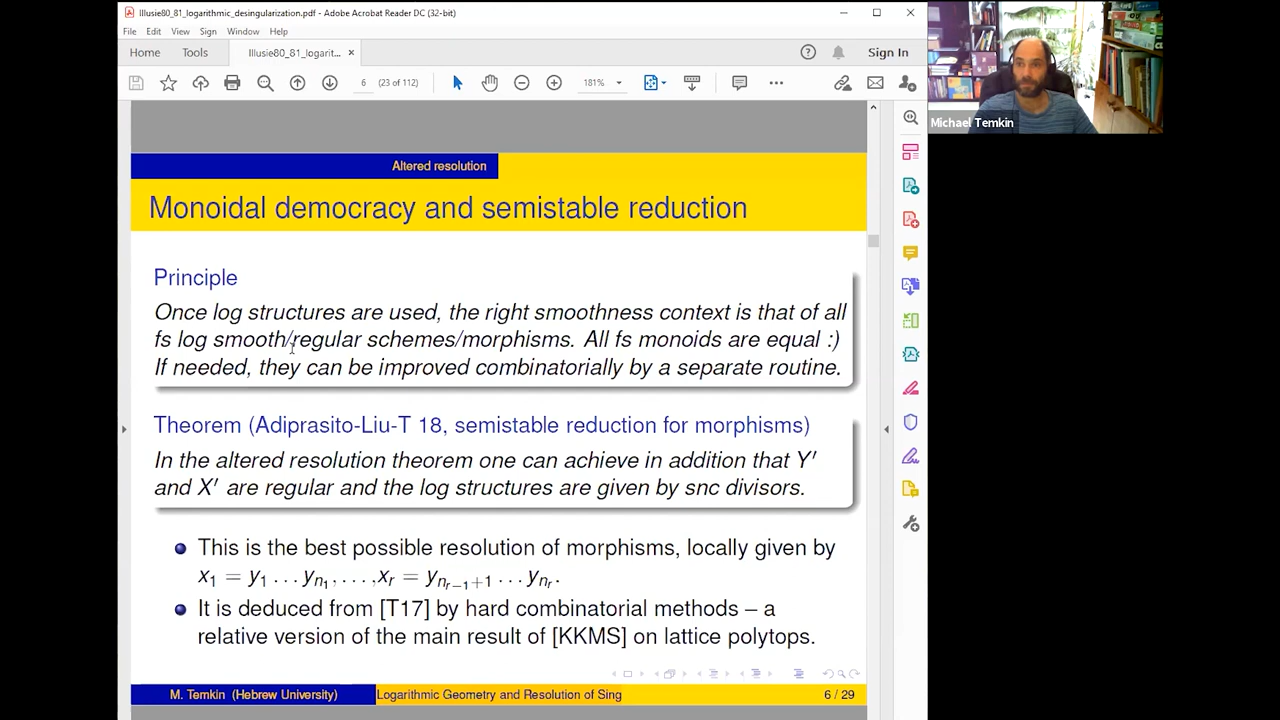 Illusie80_81_logarithmic_desingularization.pdf - Adobe Acrobat Reader DC (32-bit)
File Edit View Sign Window Help
Home Tools Illusie80_81_logarit... × Sign In
6 (23 of 112) 181%
Michael Temkin
Altered resolution
Monoidal democracy and semistable reduction
Principle
Once log structures are used, the right smoothness context is that of all
fs log smooth/regular schemes/morphisms. All fs monoids are equal :)
If needed, they can be improved combinatorially by a separate routine.
Theorem (Adiprasito-Liu-T 18, semistable reduction for morphisms)
In the altered resolution theorem one can achieve in addition that Y′
and X′ are regular and the log structures are given by snc divisors.
This is the best possible resolution of morphisms, locally given by
x₁ = y₁ … y_{n₁}, …, x_r = y_{n_{r−1}+1} … y_{n_r}.
It is deduced from [T17] by hard combinatorial methods – a
relative version of the main result of [KKMS] on lattice polytops.
M. Temkin (Hebrew University) Logarithmic Geometry and Resolution of Sing 6 / 29